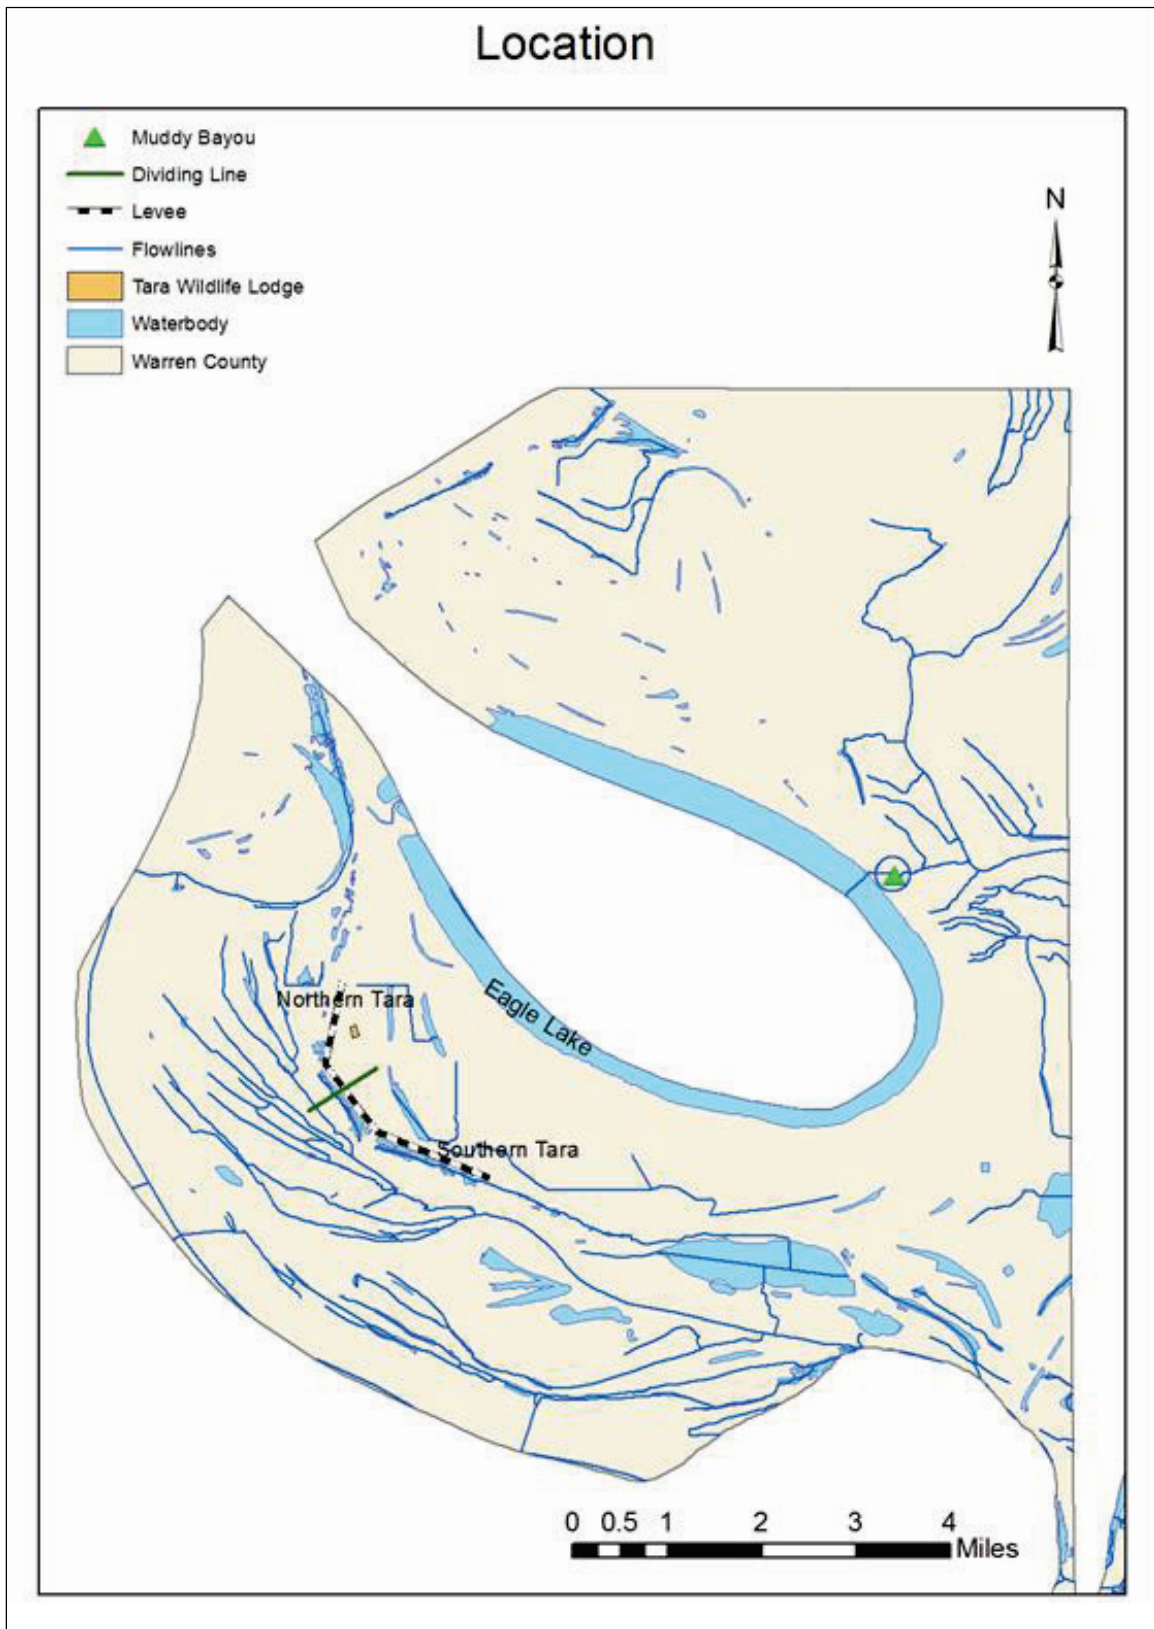 Location
Muddy Bayou
Dividing Line
Levee
Flowlines
Tara Wildlife Lodge
Waterbody
Warren County
N
Northern Tara
Eagle Lake
Southern Tara
0 0.5 1 2 3 4
Miles